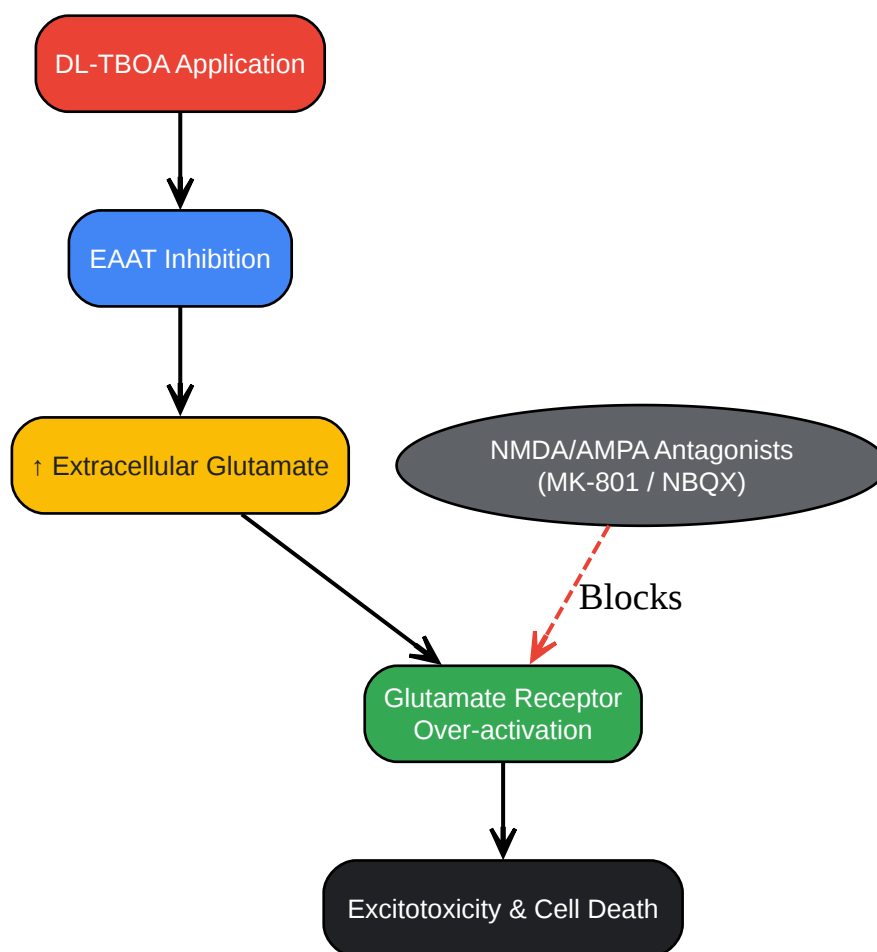 DL-TBOA Application
EAAT Inhibition
↑ Extracellular Glutamate
NMDA/AMPA Antagonists
(MK-801 / NBQX)
Blocks
Glutamate Receptor
Over-activation
Excitotoxicity & Cell Death